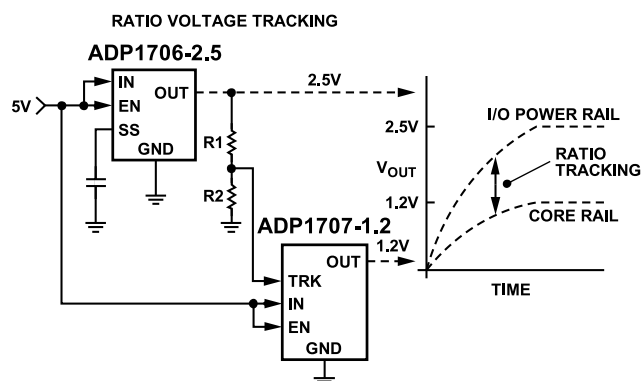 RATIO VOLTAGE TRACKING
ADP1706-2.5
IN
EN
SS
OUT
GND
5V
2.5V
R1
R2
ADP1707-1.2
OUT
TRK
IN
EN
GND
1.2V
I/O POWER RAIL
2.5V
VOUT
RATIO
TRACKING
1.2V
CORE RAIL
TIME